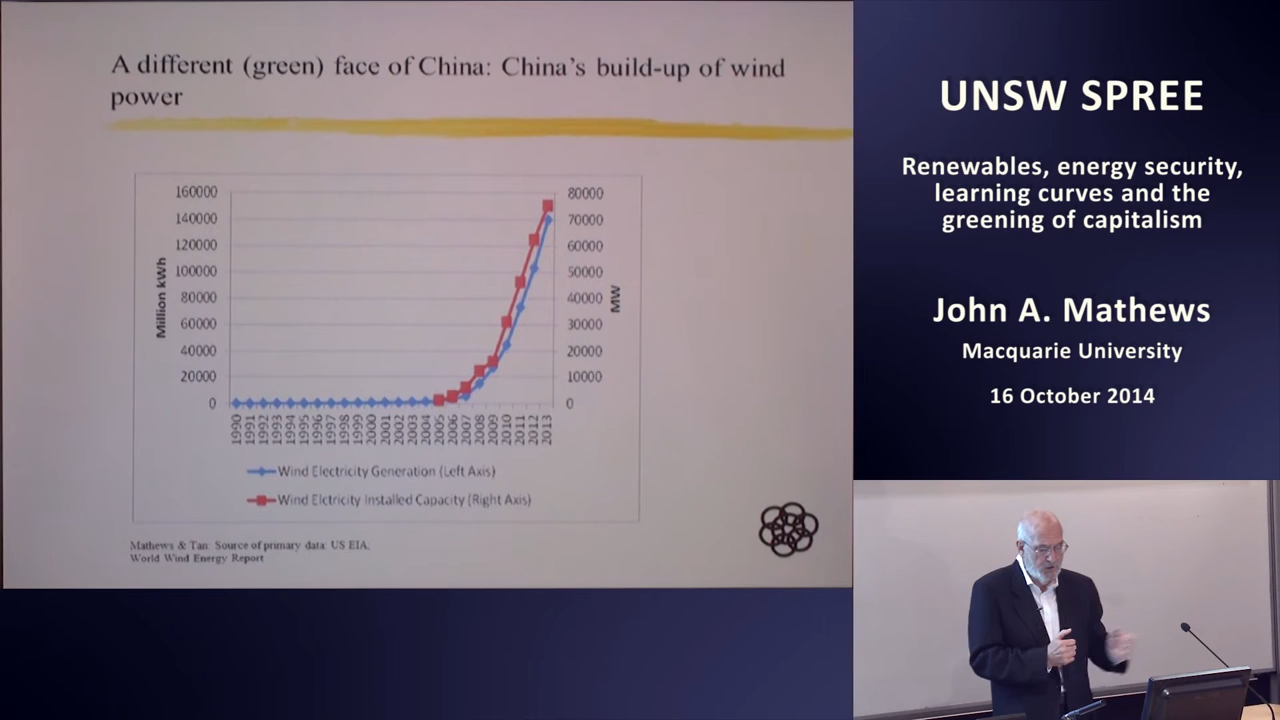 A different (green) face of China: China's build-up of wind
power
160000
140000
120000
100000
80000
60000
40000
20000
0
Million kWh
80000
70000
60000
50000
40000
30000
20000
10000
0
MW
1990
1991
1992
1993
1994
1995
1996
1997
1998
1999
2000
2001
2002
2003
2004
2005
2006
2007
2008
2009
2010
2011
2012
2013
Wind Electricity Generation (Left Axis)
Wind Elctricity Installed Capacity (Right Axis)
Mathews & Tan: Source of primary data: US EIA;
World Wind Energy Report
UNSW SPREE
Renewables, energy security,
learning curves and the
greening of capitalism
John A. Mathews
Macquarie University
16 October 2014